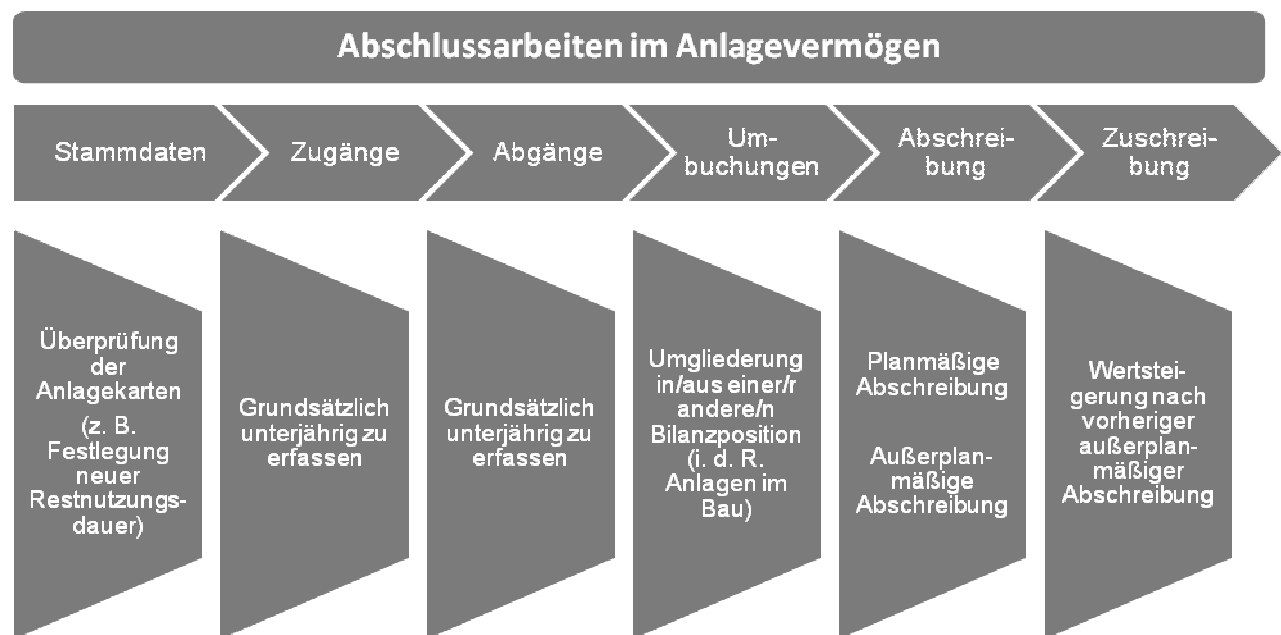 Abschlussarbeiten im Anlagevermögen
Stammdaten
Zugänge
Abgänge
Um-
buchungen
Abschrei-
bung
Zuschrei-
bung
Überprüfung
der
Anlagekarten
(z. B.
Festlegung
neuer
Restnutzungs-
dauer)
Grundsätzlich
unterjährig zu
erfassen
Grundsätzlich
unterjährig zu
erfassen
Umgliederung
in/aus einer/r
andere/n
Bilanzposition
(i. d. R.
Anlagen im
Bau)
Planmäßige
Abschreibung
Außerplan-
mäßige
Abschreibung
Wertstei-
gerung nach
vorheriger
außerplan-
mäßiger
Abschreibung